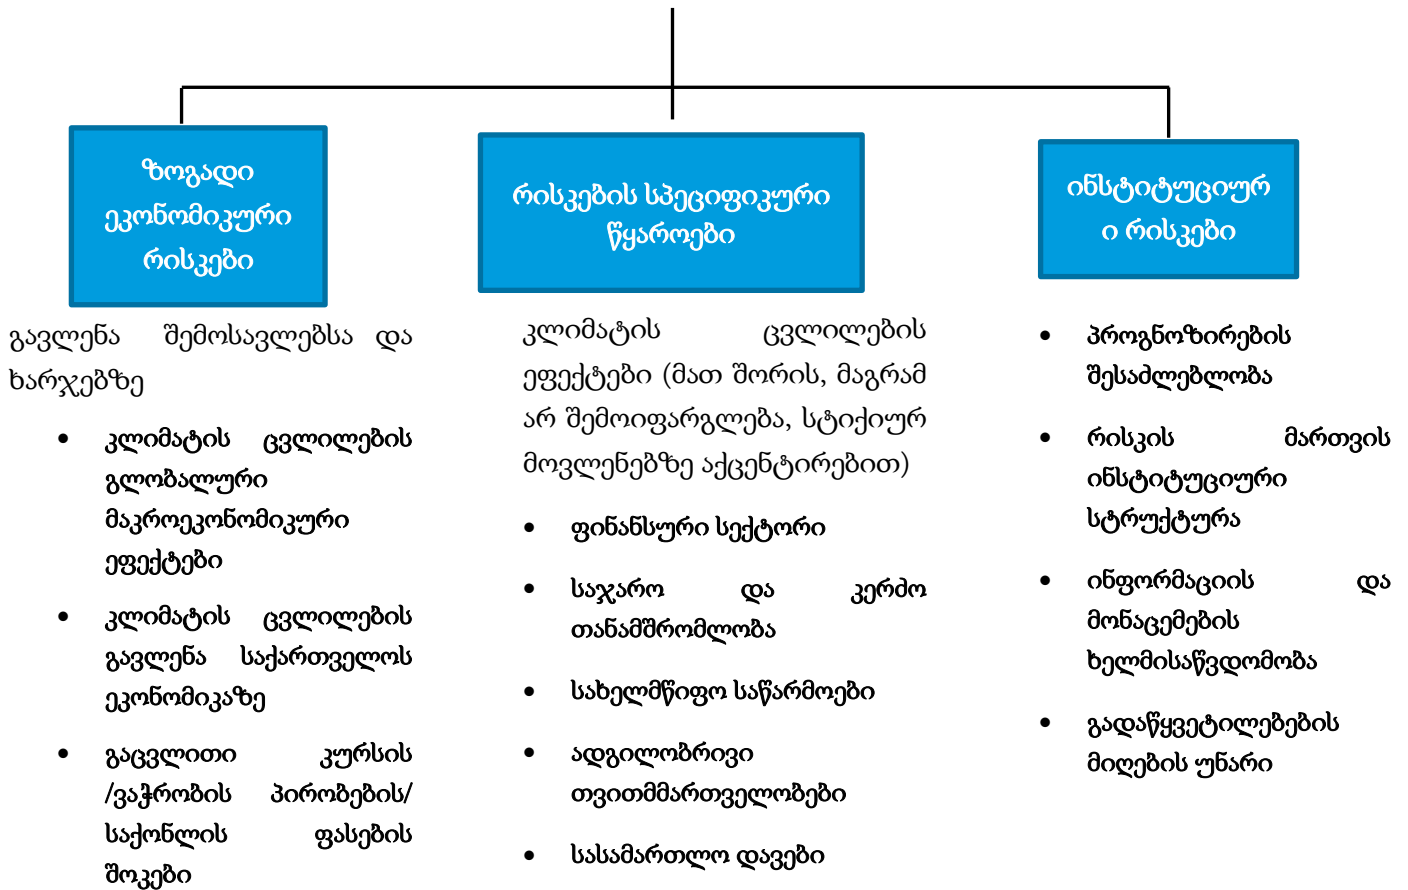 ზოგადი
ეკონომიკური
რისკები
გავლენა შემოსავლებსა და
ხარჯებზე
• კლიმატის ცვლილების
გლობალური
მაკროეკონომიკური
ეფექტები
• კლიმატის ცვლილების
გავლენა საქართველოს
ეკონომიკაზე
• გაცვლითი კურსის
/ვაჭრობის პირობების/
საქონლის ფასების
შოკები
რისკების სპეციფიკური
წყაროები
კლიმატის ცვლილების
ეფექტები (მათ შორის, მაგრამ
არ შემოიფარგლება, სტიქიურ
მოვლენებზე აქცენტირებით)
• ფინანსური სექტორი
• საჯარო და კერძო
თანამშრომლობა
• სახელმწიფო საწარმოები
• ადგილობრივი
თვითმმართველობები
• სასამართლო დავები
ინსტიტუციურ
ი რისკები
• პროგნოზირების
შესაძლებლობა
• რისკის მართვის
ინსტიტუციური
სტრუქტურა
• ინფორმაციის და
მონაცემების
ხელმისაწვდომობა
• გადაწყვეტილებების
მიღების უნარი